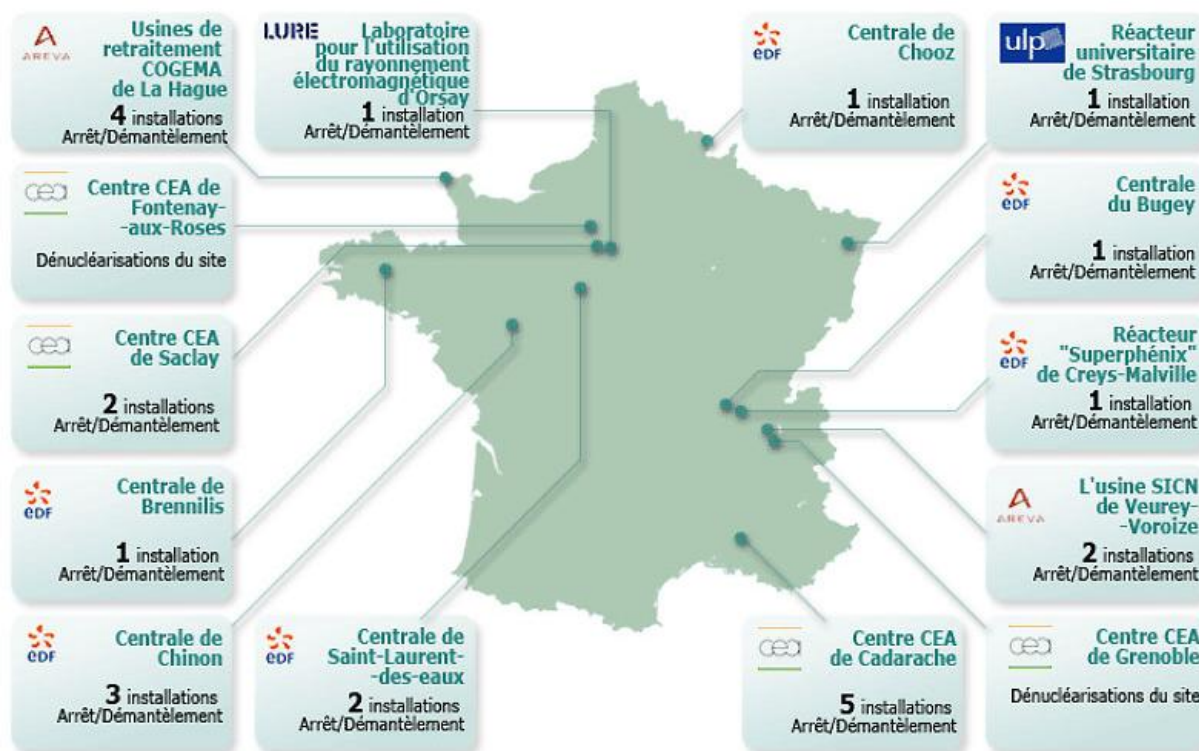 AREVA
Usines de
retraitement
COGEMA
de La Hague
4 installations
Arrêt/Démantèlement
LURE
Laboratoire
pour l'utilisation
du rayonnement
électromagnétique
d'Orsay
1 installation
Arrêt/Démantèlement
eDF
Centrale de
Chooz
1 installation
Arrêt/Démantèlement
ulp
Réacteur
universitaire
de Strasbourg
1 installation
Arrêt/Démantèlement
cea
Centre CEA de
Fontenay-
-aux-Roses
Dénucléarisations du site
eDF
Centrale
du Bugey
1 installation
Arrêt/Démantèlement
cea
Centre CEA
de Saclay
2 installations
Arrêt/Démantèlement
eDF
Réacteur
"Superphénix"
de Creys-Malville
1 installation
Arrêt/Démantèlement
eDF
Centrale de
Brennilis
1 installation
Arrêt/Démantèlement
AREVA
L'usine SICN
de Veurey-
-Voroize
2 installations
Arrêt/Démantèlement
eDF
Centrale de
Chinon
3 installations
Arrêt/Démantèlement
eDF
Centrale de
Saint-Laurent-
-des-eaux
2 installations
Arrêt/Démantèlement
cea
Centre CEA
de Cadarache
5 installations
Arrêt/Démantèlement
cea
Centre CEA
de Grenoble
Dénucléarisations du site